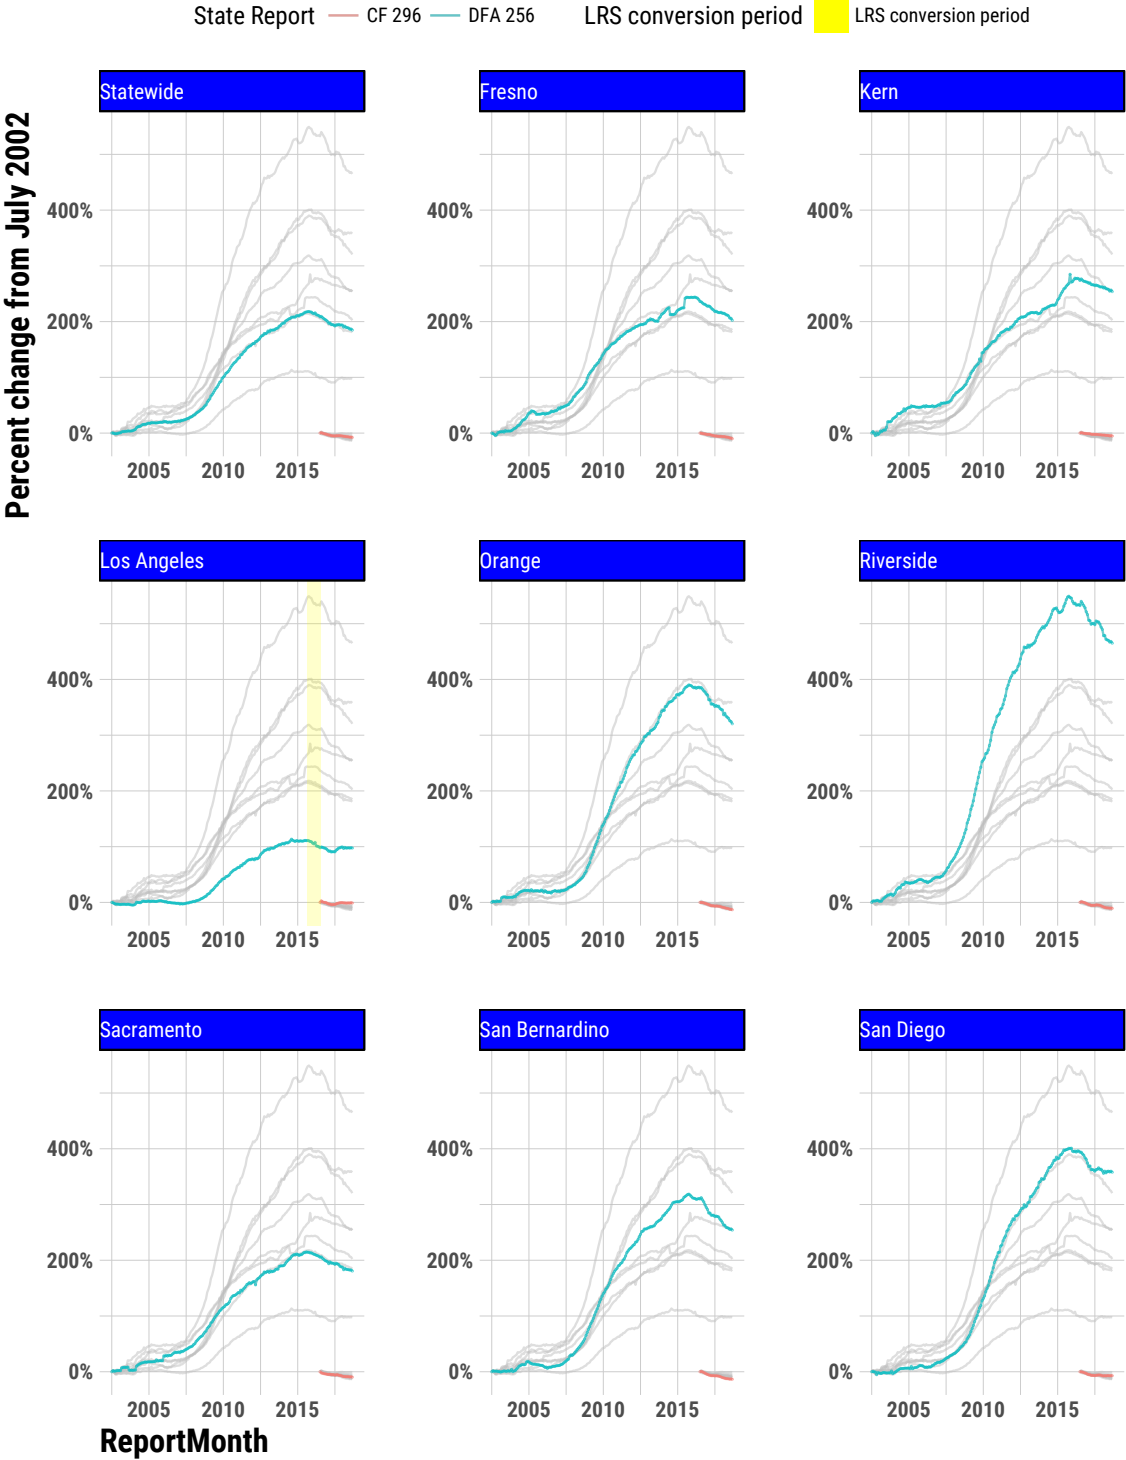 State Report CF 296 DFA 256 LRS conversion period LRS conversion period
Percent change from July 2002
Statewide Fresno Kern
400% 400% 400%
200% 200% 200%
0% 0% 0%
2005 2010 2015 2005 2010 2015 2005 2010 2015
Los Angeles Orange Riverside
400% 400% 400%
200% 200% 200%
0% 0% 0%
2005 2010 2015 2005 2010 2015 2005 2010 2015
Sacramento San Bernardino San Diego
400% 400% 400%
200% 200% 200%
0% 0% 0%
2005 2010 2015 2005 2010 2015 2005 2010 2015
ReportMonth